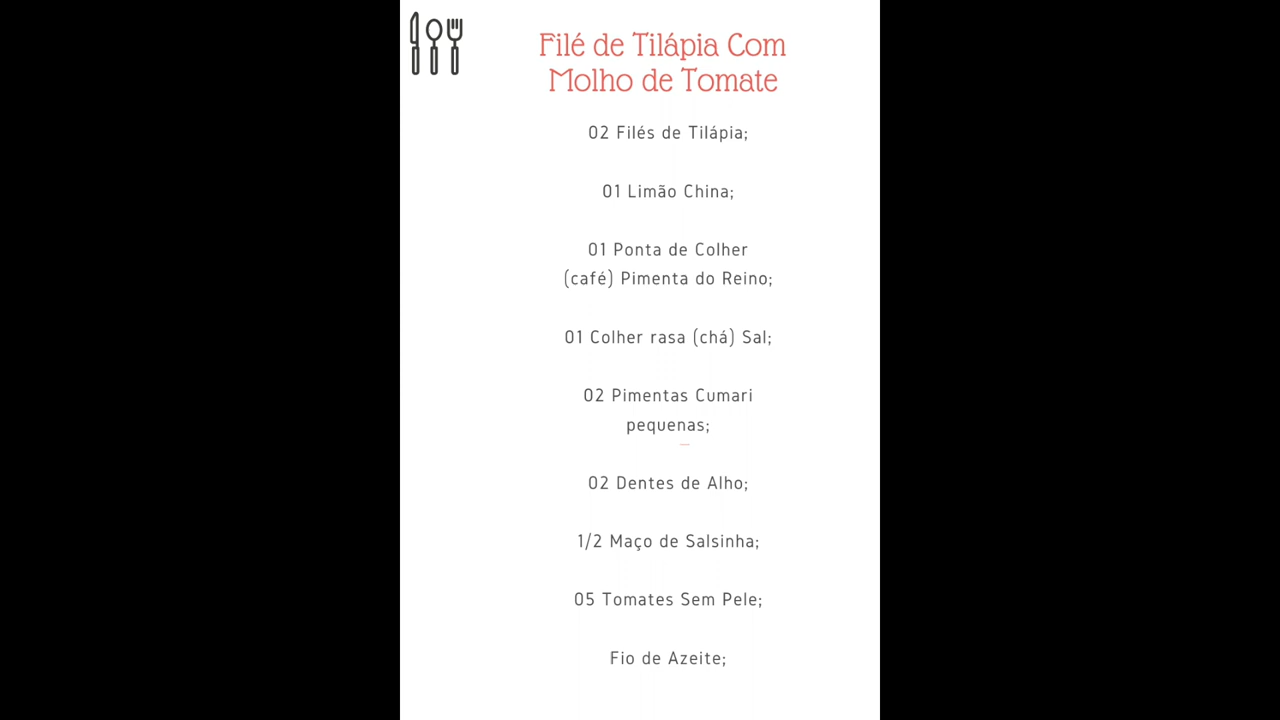 Filé de Tilápia Com
Molho de Tomate
02 Filés de Tilápia;
01 Limão China;
01 Ponta de Colher
(café) Pimenta do Reino;
01 Colher rasa (chá) Sal;
02 Pimentas Cumari
pequenas;
02 Dentes de Alho;
1/2 Maço de Salsinha;
05 Tomates Sem Pele;
Fio de Azeite;